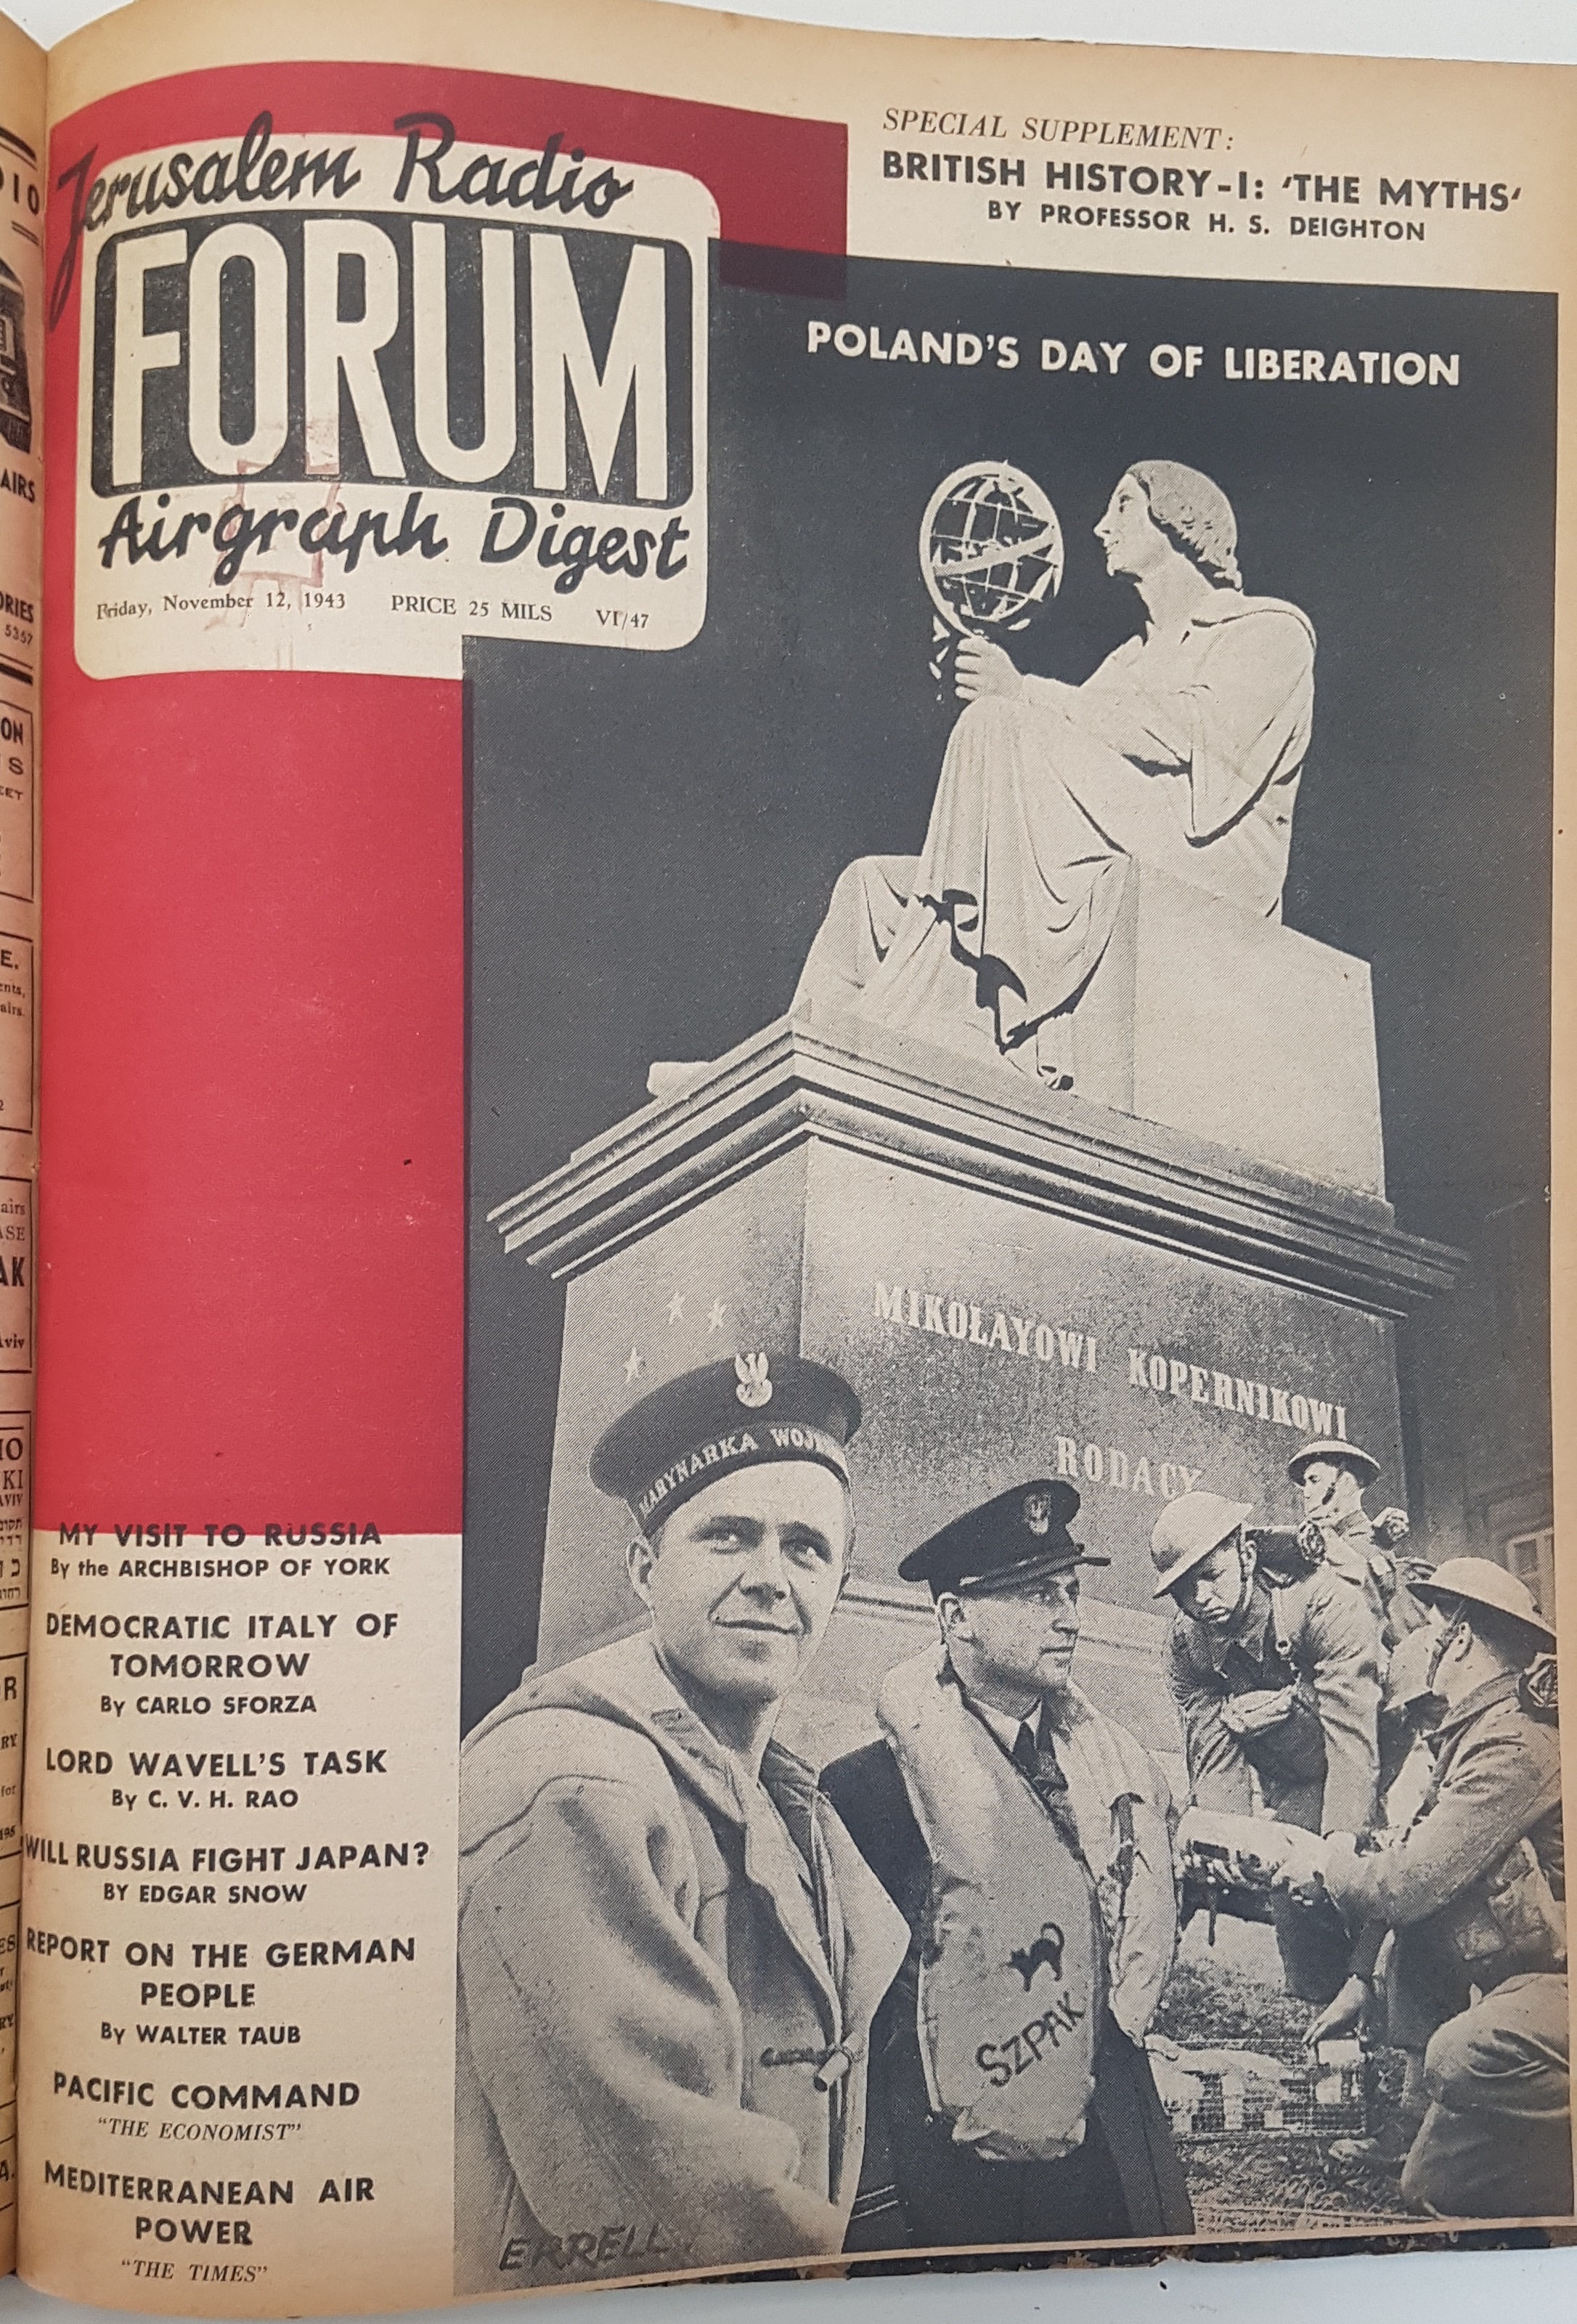 Jerusalem Radio
FORUM
Airgraph Digest
Friday, November 12, 1943 PRICE 25 MILS VI/47
SPECIAL SUPPLEMENT:
BRITISH HISTORY-I: 'THE MYTHS'
BY PROFESSOR H. S. DEIGHTON
POLAND'S DAY OF LIBERATION
MIKOŁAYOWI KOPERNIKOWI
RODACY
MARYNARKA WOJE
SZPAK
ERRELL
MY VISIT TO RUSSIA
By the ARCHBISHOP OF YORK
DEMOCRATIC ITALY OF
TOMORROW
By CARLO SFORZA
LORD WAVELL'S TASK
By C. V. H. RAO
WILL RUSSIA FIGHT JAPAN?
BY EDGAR SNOW
REPORT ON THE GERMAN
PEOPLE
By WALTER TAUB
PACIFIC COMMAND
"THE ECONOMIST"
MEDITERRANEAN AIR
POWER
"THE TIMES"